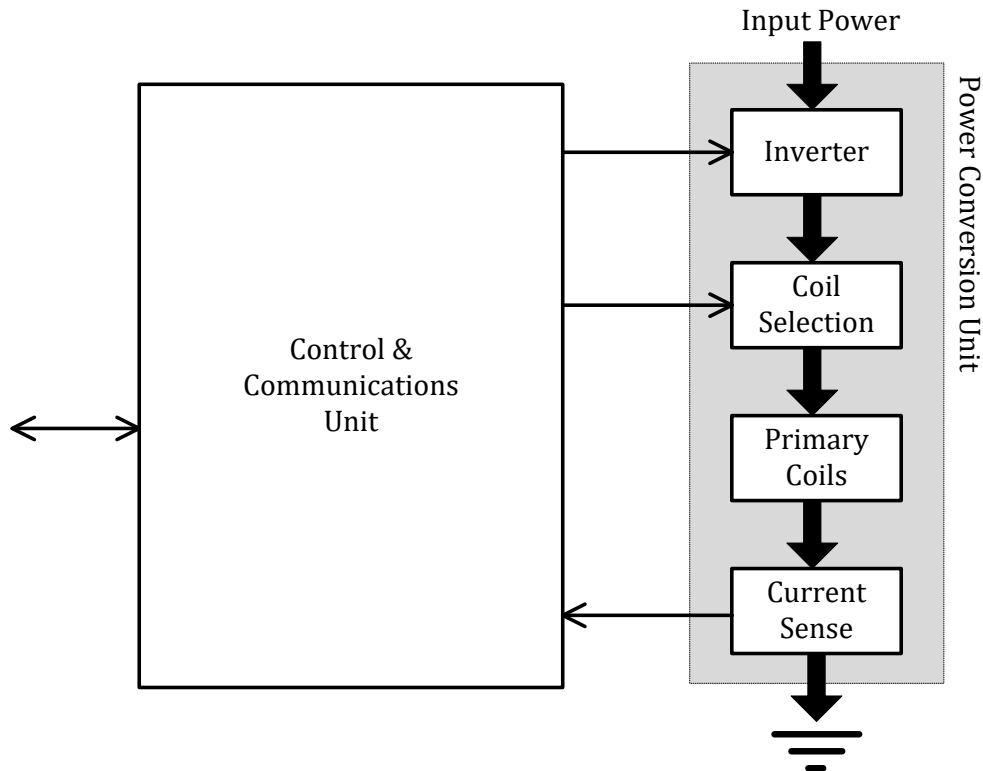 Input Power
Power Conversion Unit
Inverter
Coil
Selection
Control &
Communications
Unit
Primary
Coils
Current
Sense